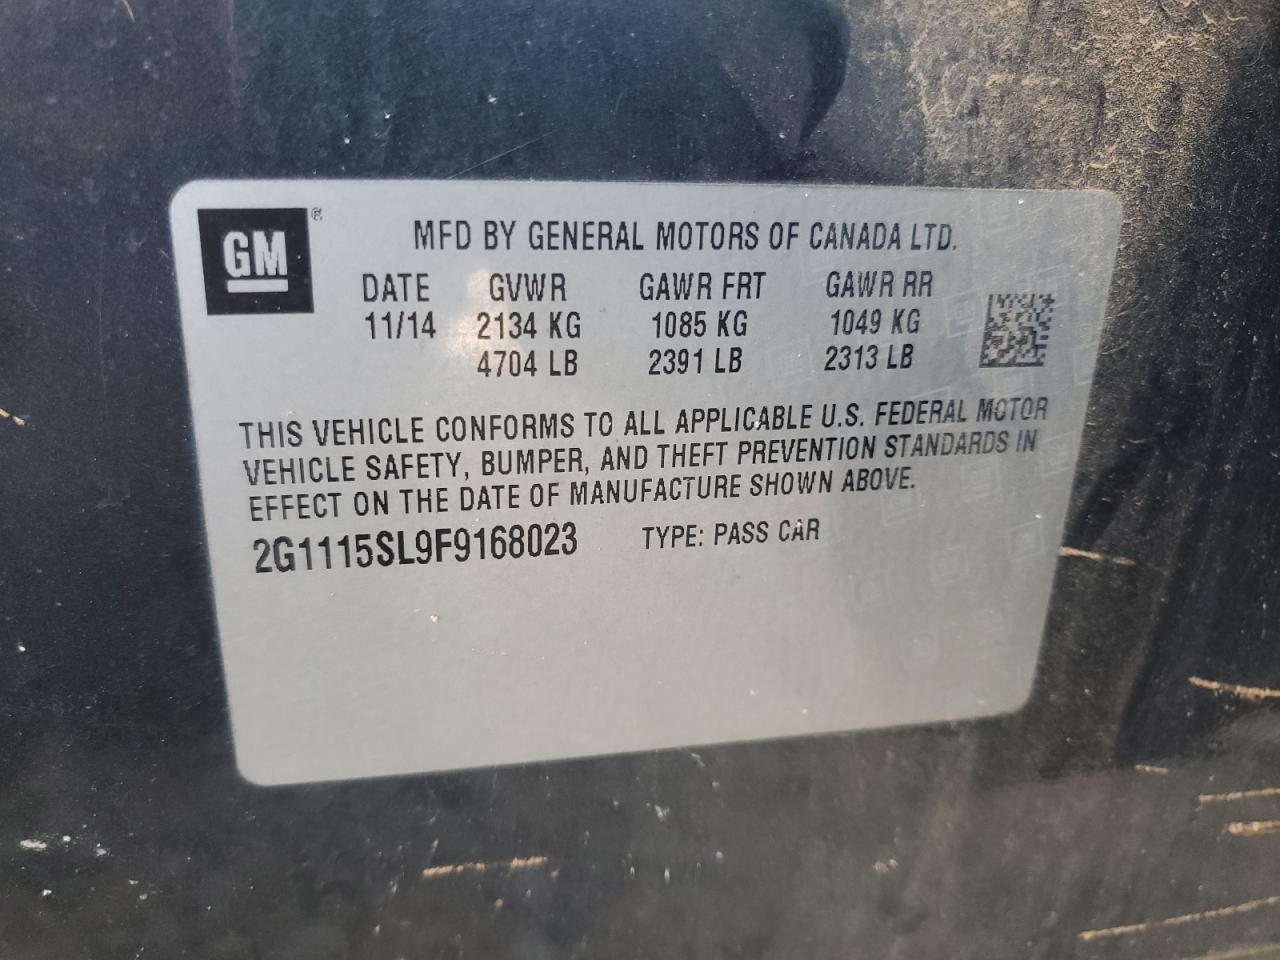 GM ®
MFD BY GENERAL MOTORS OF CANADA LTD.
DATE GVWR GAWR FRT GAWR RR
11/14 2134 KG 1085 KG 1049 KG
4704 LB 2391 LB 2313 LB
THIS VEHICLE CONFORMS TO ALL APPLICABLE U.S. FEDERAL MOTOR
VEHICLE SAFETY, BUMPER, AND THEFT PREVENTION STANDARDS IN
EFFECT ON THE DATE OF MANUFACTURE SHOWN ABOVE.
2G1115SL9F9168023 TYPE: PASS CAR